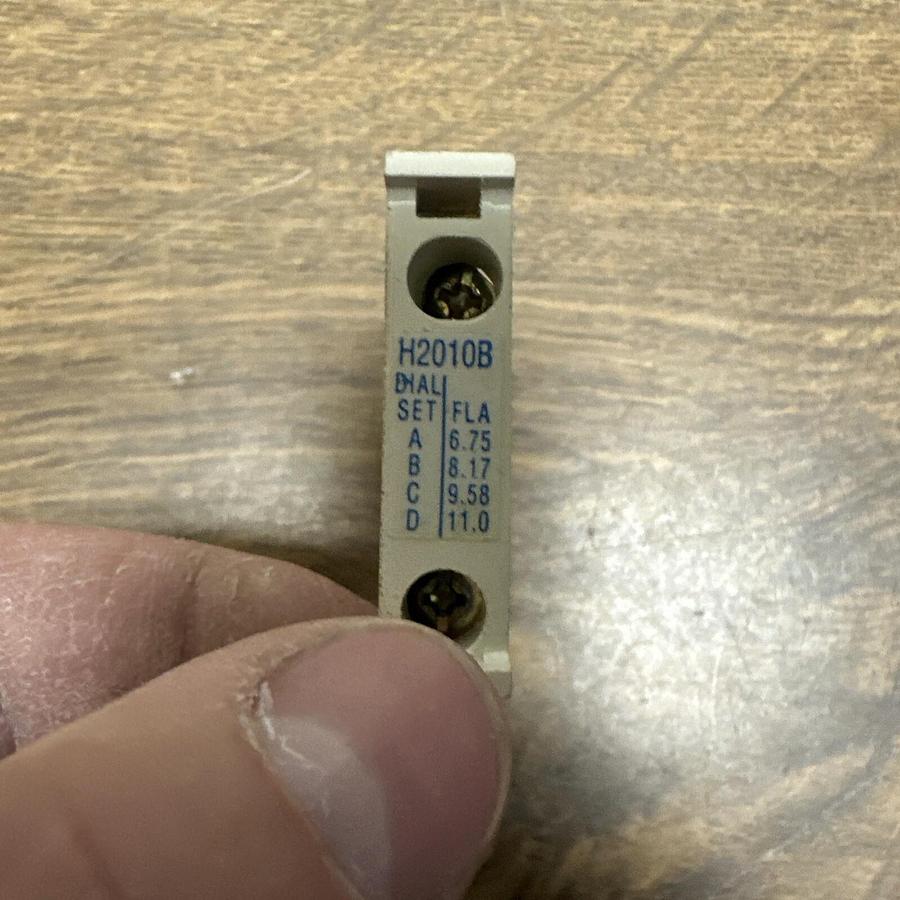 H2010B
DIAL
SET FLA
A 6.75
B 8.17
C 9.58
D 11.0